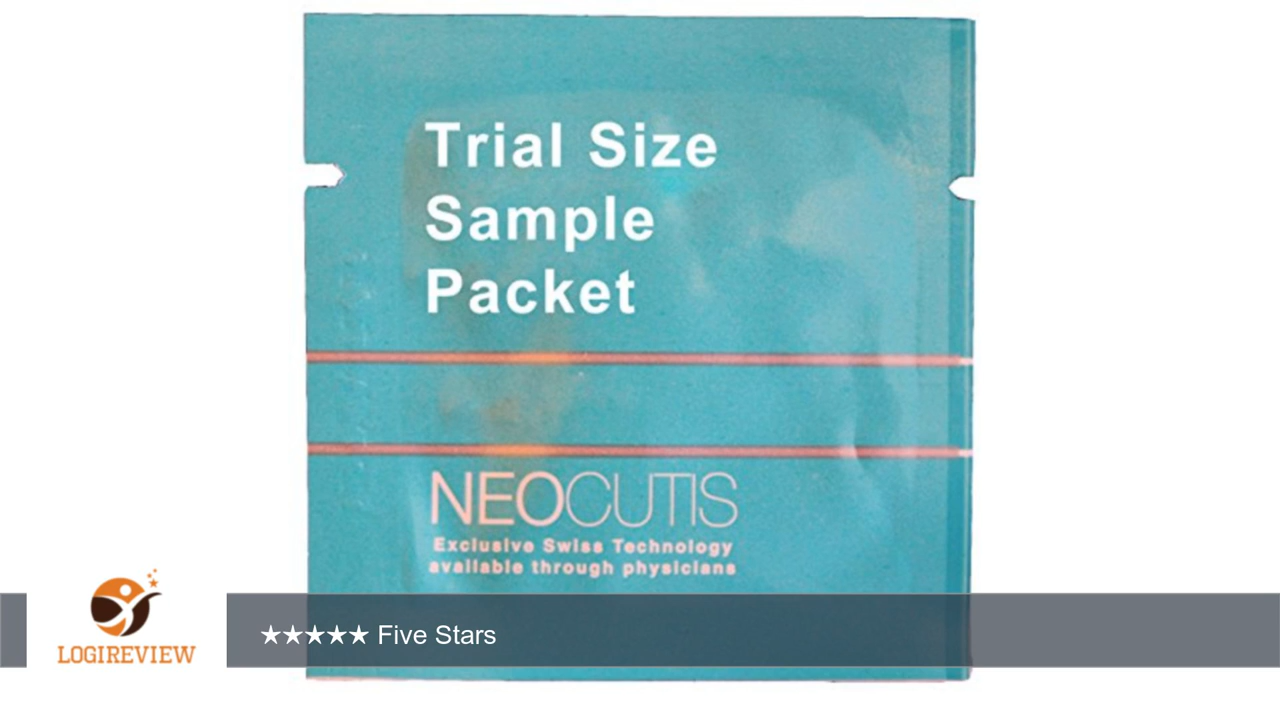 Trial Size
Sample
Packet
NEOCUTIS
Exclusive Swiss Technology
available through physicians
★★★★★ Five Stars
LOGIREVIEW